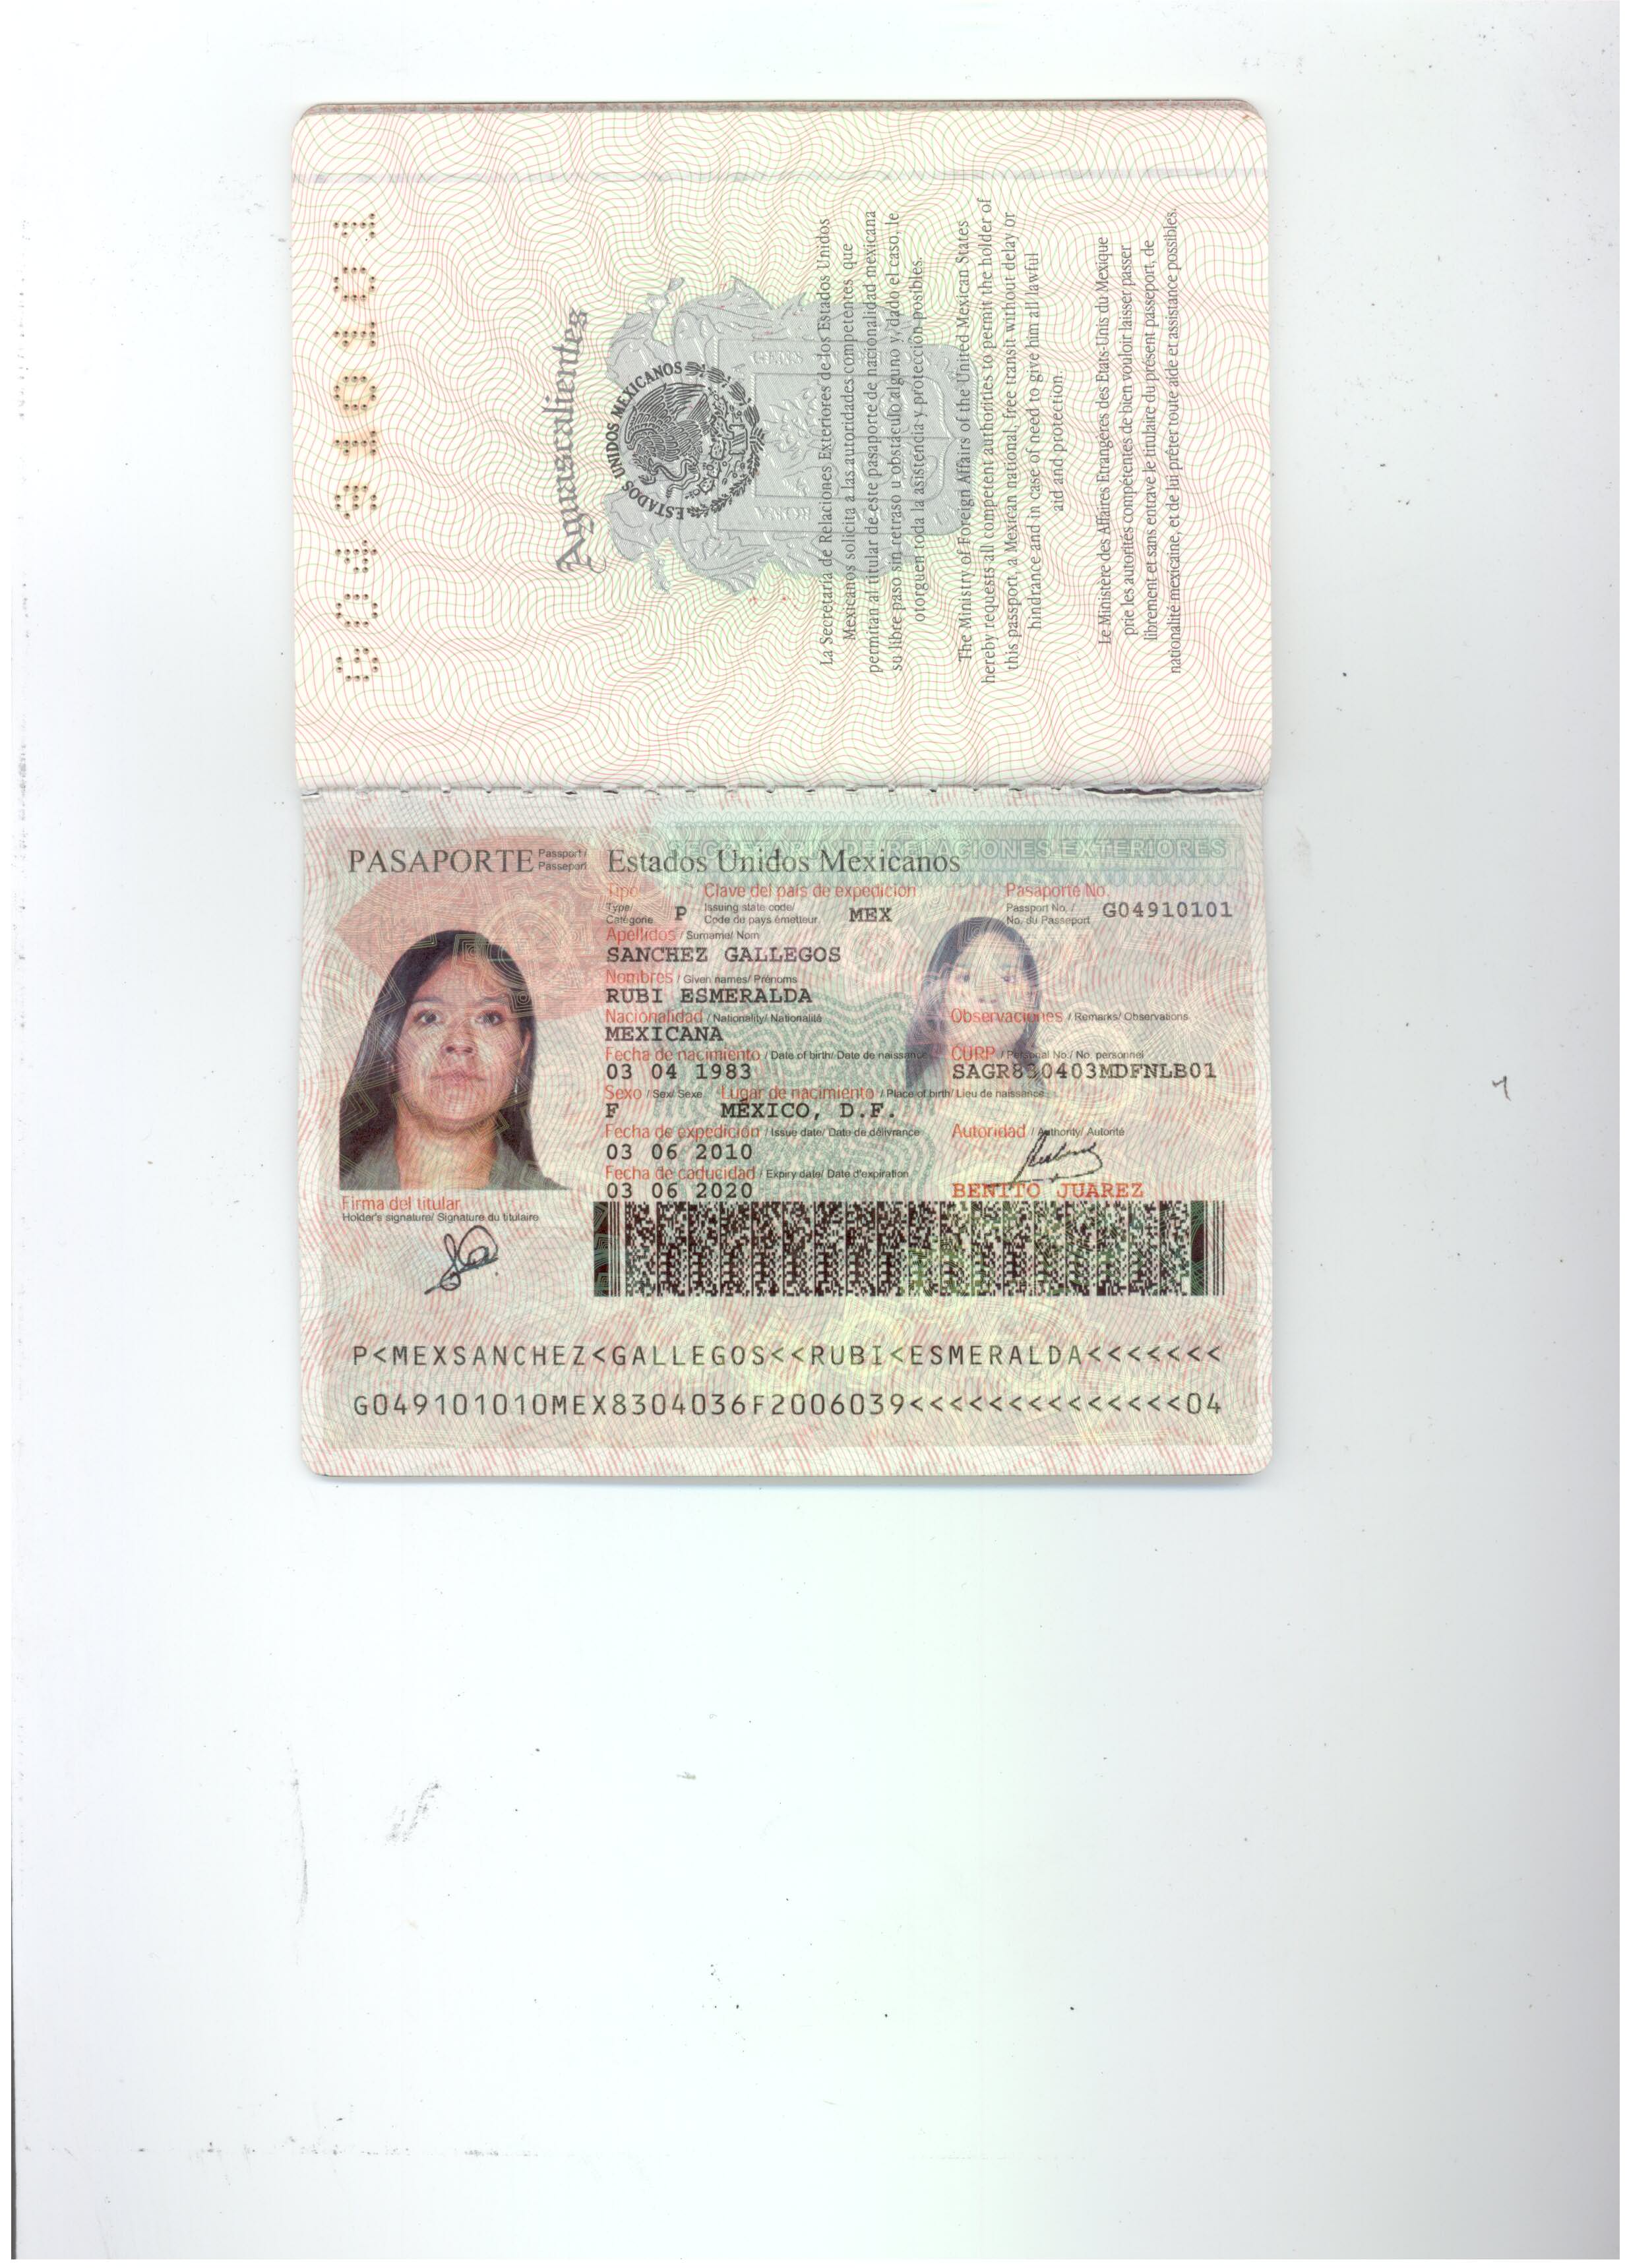 G04910101
Aguascalientes
ESTADOS UNIDOS MEXICANOS
La Secretaría de Relaciones Exteriores de los Estados Unidos
Mexicanos solicita a las autoridades competentes que
permitan al titular de este pasaporte de nacionalidad mexicana
su libre paso sin retraso u obstáculo alguno y dado el caso, le
otorguen toda la asistencia y protección posibles.
The Ministry of Foreign Affairs of the United Mexican States
hereby requests all competent authorities to permit the holder of
this passport, a Mexican national, free transit without delay or
hindrance and in case of need to give him all lawful
aid and protection.
Le Ministère des Affaires Etrangères des Etats-Unis du Mexique
prie les autorités compétentes de bien vouloir laisser passer
librement et sans entrave le titulaire du présent passeport, de
nationalité mexicaine, et de lui prêter toute aide et assistance possibles.
SECRETARÍA DE RELACIONES EXTERIORES
PASAPORTE Passport / Passeport Estados Unidos Mexicanos
Tipo Clave del país de expedición Pasaporte No.
Type/ Catégorie P Issuing state code/ Code du pays émetteur MEX Passport No. / No. du Passeport G04910101
Apellidos / Surname/ Nom
SANCHEZ GALLEGOS
Nombres / Given names/ Prénoms
RUBI ESMERALDA
Nacionalidad / Nationality/ Nationalité Observaciones / Remarks/ Observations
MEXICANA
Fecha de nacimiento / Date of birth/ Date de naissance CURP / Personal No./ No. personnel
03 04 1983 SAGR830403MDFNLB01
Sexo / Sex/ Sexe Lugar de nacimiento / Place of birth/ Lieu de naissance
F MÉXICO, D.F.
Fecha de expedición / Issue date/ Date de délivrance Autoridad / Authority/ Autorité
03 06 2010
Fecha de caducidad / Expiry date/ Date d'expiration
03 06 2020 BENITO JUAREZ
Firma del titular
Holder's signature/ Signature du titulaire
P<MEXSANCHEZ<GALLEGOS<<RUBI<ESMERALDA<<<<<<<
G049101010MEX8304036F2006039<<<<<<<<<<<<<<04